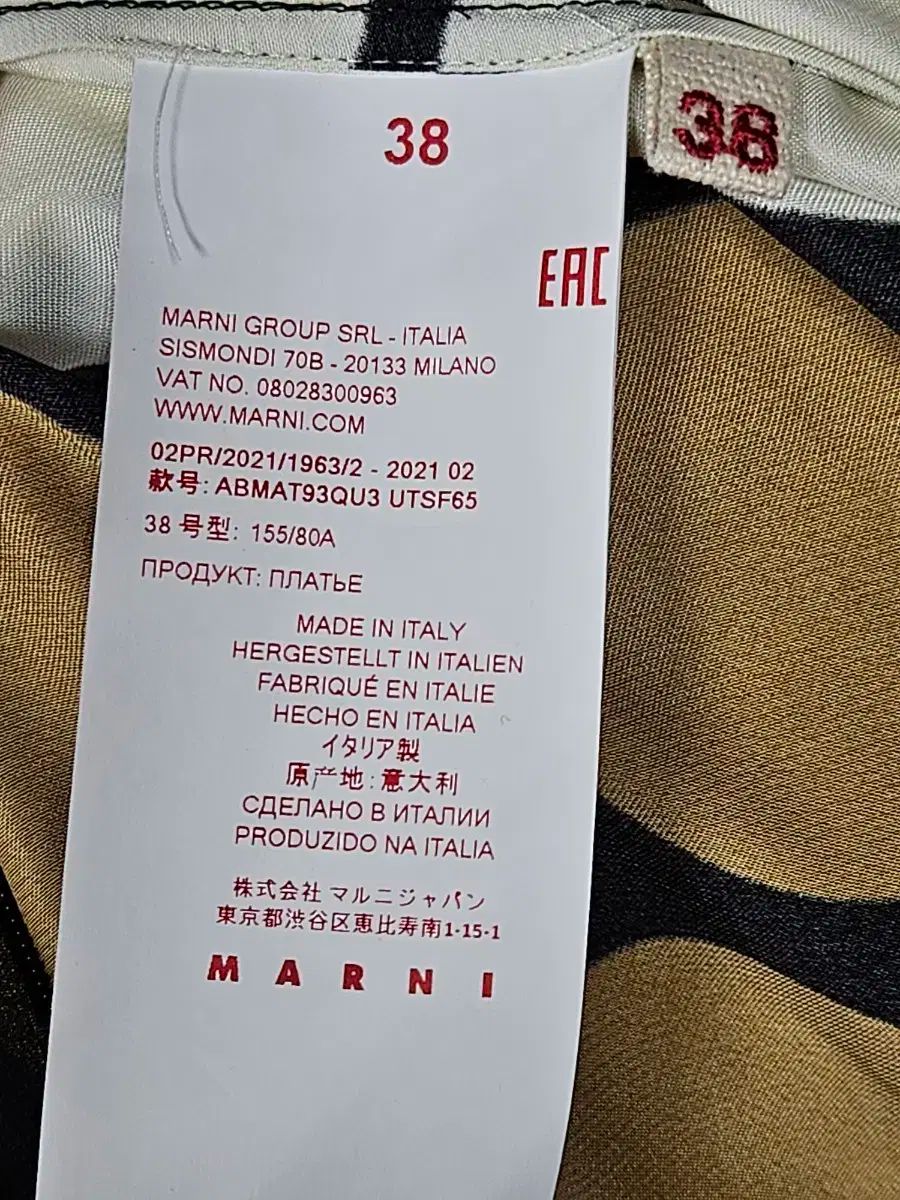 38
38
EAC
MARNI GROUP SRL - ITALIA
SISMONDI 70B - 20133 MILANO
VAT NO. 08028300963
WWW.MARNI.COM
02PR/2021/1963/2 - 2021 02
款号: ABMAT93QU3 UTSF65
38 号型: 155/80A
ПРОДУКТ: ПЛАТЬЕ
MADE IN ITALY
HERGESTELLT IN ITALIEN
FABRIQUÉ EN ITALIE
HECHO EN ITALIA
イタリア製
原产地:意大利
СДЕЛАНО В ИТАЛИИ
PRODUZIDO NA ITALIA
株式会社 マルニジャパン
東京都渋谷区恵比寿南1-15-1
MARNI